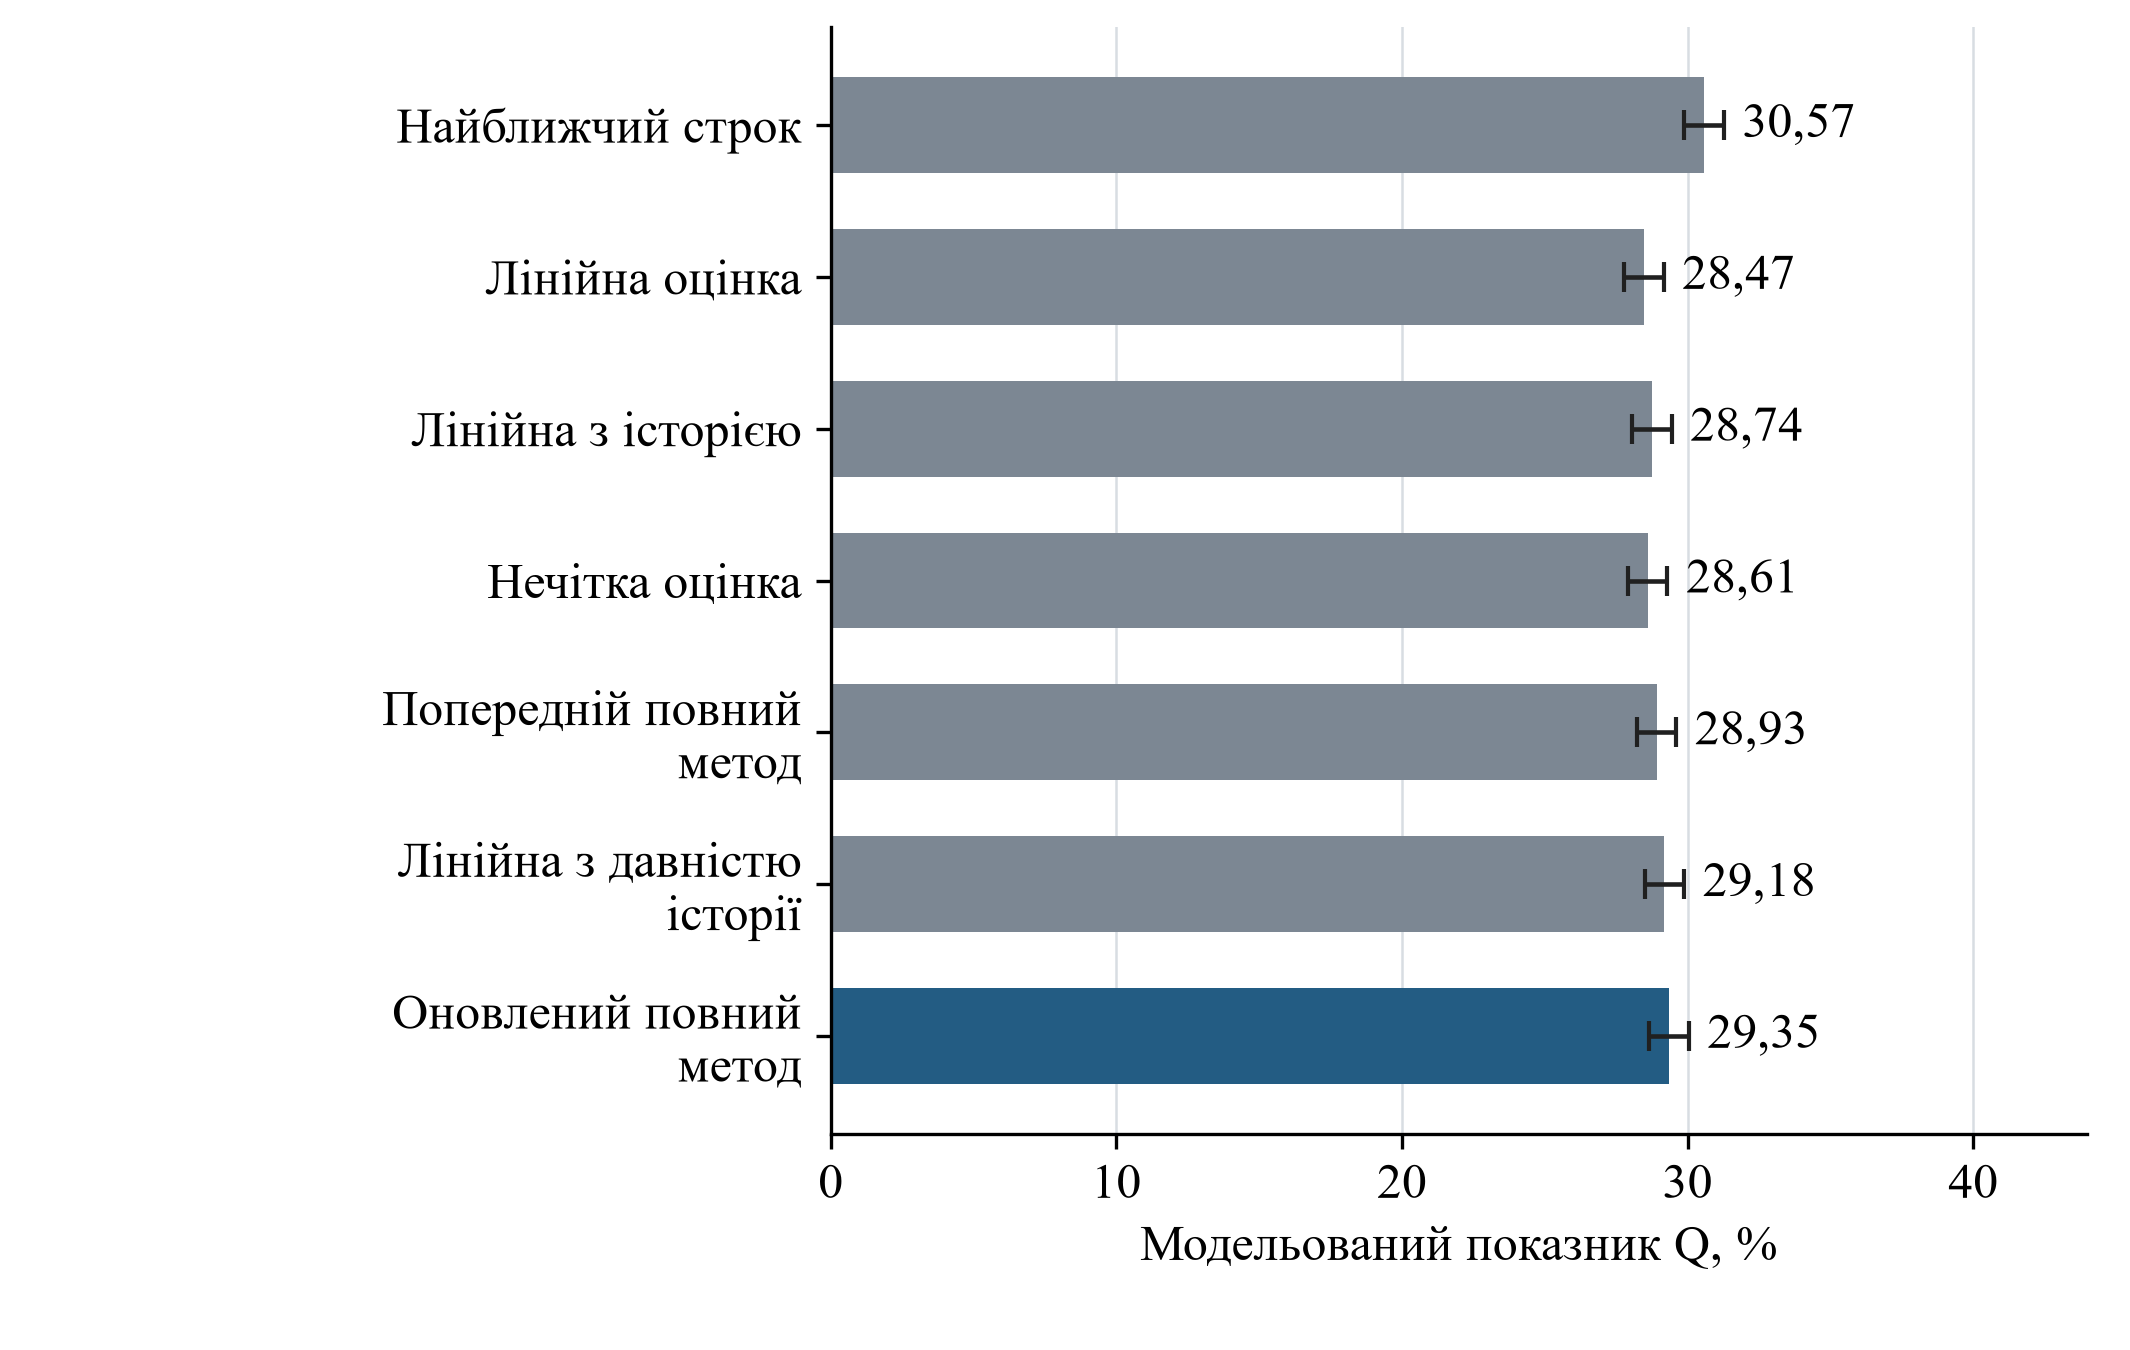 Найближчий строк
30,57
Лінійна оцінка
28,47
Лінійна з історією
28,74
Нечітка оцінка
28,61
Попередній повний
метод
28,93
Лінійна з давністю
історії
29,18
Оновлений повний
метод
29,35
0 10 20 30 40
Модельований показник Q, %